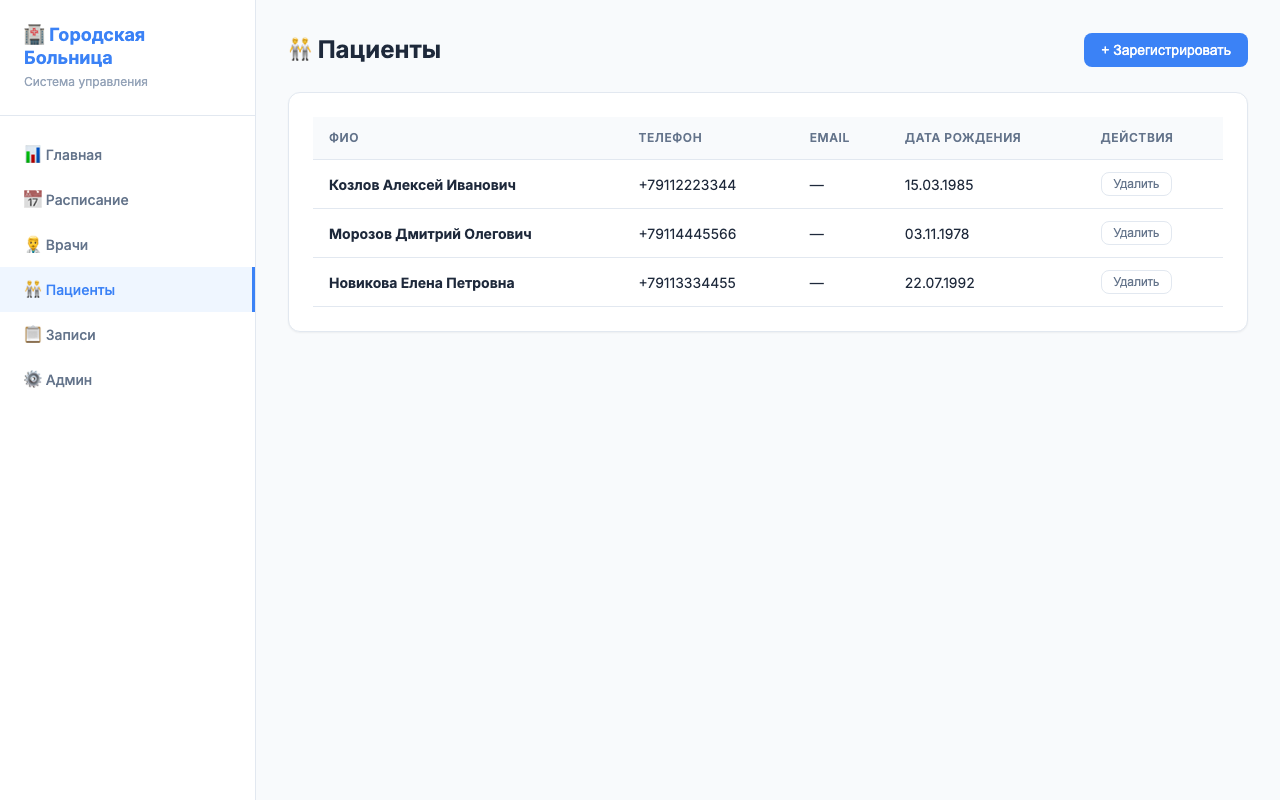 Городская
Больница
Система управления
Главная
Расписание
Врачи
Пациенты
Записи
Админ
Пациенты
+ Зарегистрировать
ФИО ТЕЛЕФОН EMAIL ДАТА РОЖДЕНИЯ ДЕЙСТВИЯ
Козлов Алексей Иванович +79112223344 — 15.03.1985 Удалить
Морозов Дмитрий Олегович +79114445566 — 03.11.1978 Удалить
Новикова Елена Петровна +79113334455 — 22.07.1992 Удалить